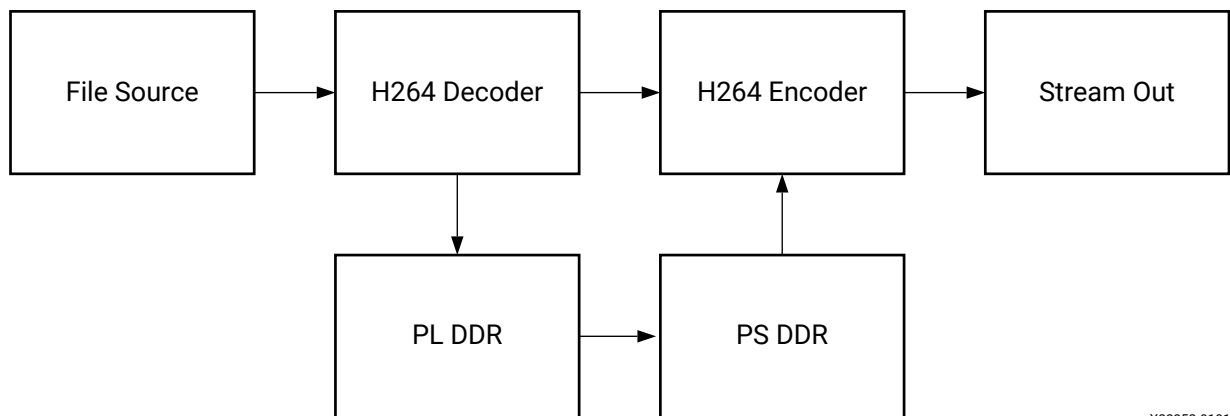 File Source
H264 Decoder
H264 Encoder
Stream Out
PL DDR
PS DDR